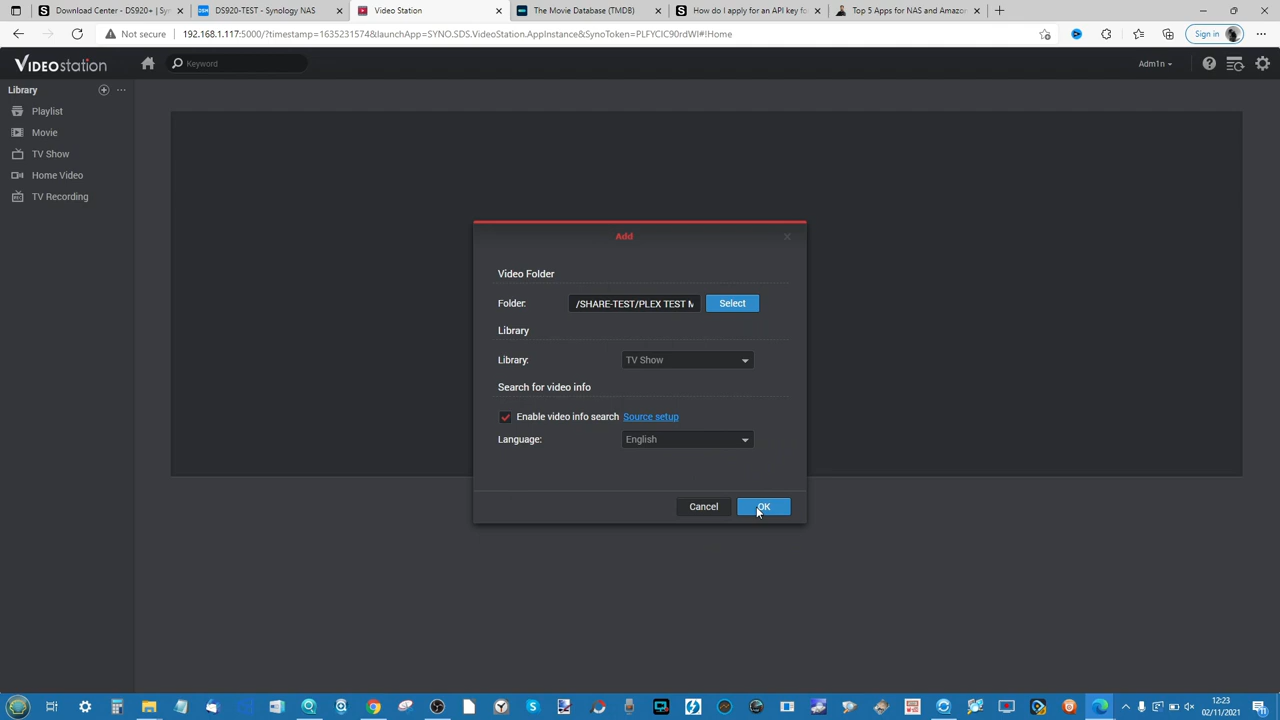 Download Center - DS920+ | Sy
DS920-TEST - Synology NAS
Video Station
The Movie Database (TMDB)
How do I apply for an API key fo
Top 5 Apps for NAS and Amazo
Not secure
192.168.1.117:5000/?timestamp=1635231574&launchApp=SYNO.SDS.VideoStation.AppInstance&SynoToken=PLFYCIC90rdWI#!Home
Sign in
VIDEOstation
Keyword
Adm1n
Library
Playlist
Movie
TV Show
Home Video
TV Recording
Add
Video Folder
Folder:
/SHARE-TEST/PLEX TEST M
Select
Library
Library:
TV Show
Search for video info
Enable video info search
Source setup
Language:
English
Cancel
OK
12:23
02/11/2021